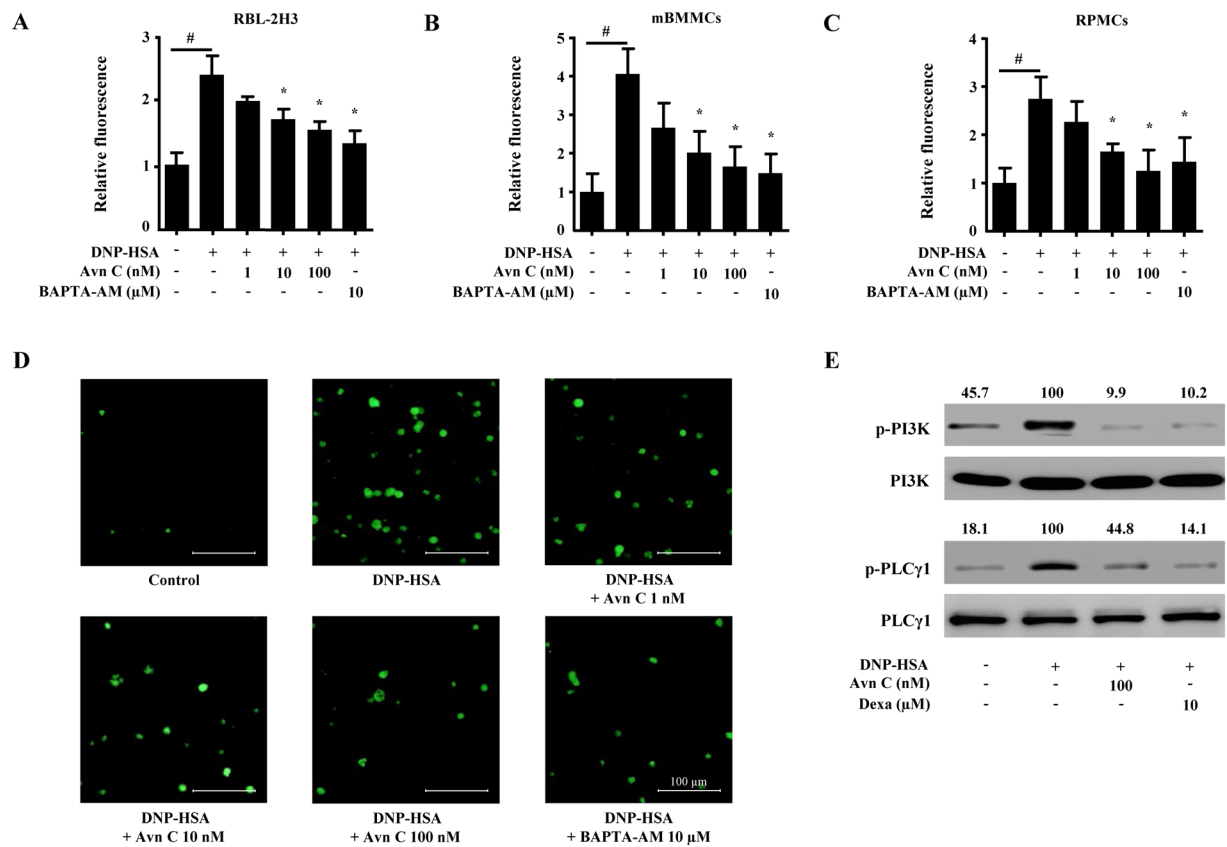 A
RBL-2H3
Relative fluorescence
3
2
1
0
#
*
*
*
DNP-HSA - + + + + +
Avn C (nM) - - 1 10 100 -
BAPTA-AM (µM) - - - - - 10
B
mBMMCs
Relative fluorescence
5
4
3
2
1
0
#
*
*
*
DNP-HSA - + + + + +
Avn C (nM) - - 1 10 100 -
BAPTA-AM (µM) - - - - - 10
C
RPMCs
Relative fluorescence
4
3
2
1
0
#
*
*
*
DNP-HSA - + + + + +
Avn C (nM) - - 1 10 100 -
BAPTA-AM (µM) - - - - - 10
D
Control
DNP-HSA
DNP-HSA
+ Avn C 1 nM
DNP-HSA
+ Avn C 10 nM
DNP-HSA
+ Avn C 100 nM
100 µm
DNP-HSA
+ BAPTA-AM 10 µM
E
45.7 100 9.9 10.2
p-PI3K
PI3K
18.1 100 44.8 14.1
p-PLCγ1
PLCγ1
DNP-HSA - + + +
Avn C (nM) - - 100 -
Dexa (µM) - - - 10